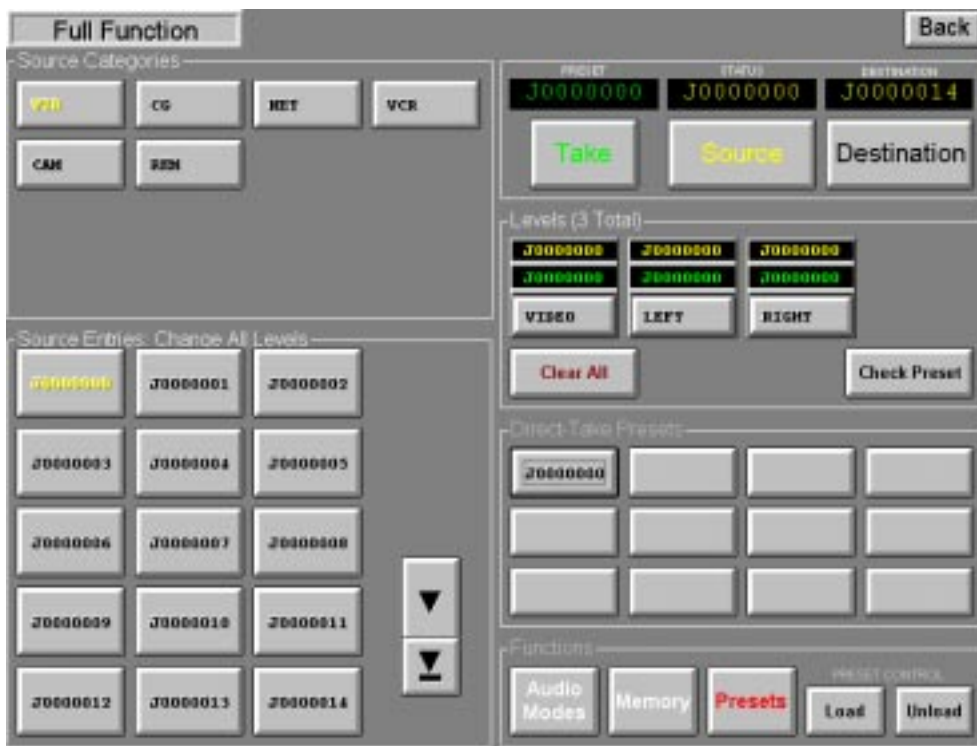 Full Function
Back
Source Categories
VTR CG NET VCR
CAM REM
PRESET STATUS DESTINATION
J0000000 J0000000 J0000014
Take Source Destination
Levels (3 Total)
J0000000 J0000000 J0000000
J0000000 J0000000 J0000000
VIDEO LEFT RIGHT
Clear All Check Preset
Source Entries: Change All Levels
J0000000 J0000001 J0000002
J0000003 J0000004 J0000005
J0000006 J0000007 J0000008
J0000009 J0000010 J0000011
J0000012 J0000013 J0000014
Direct-Take Presets
J0000000
Functions
Audio Modes
Memory
Presets
PRESET CONTROL
Load Unload